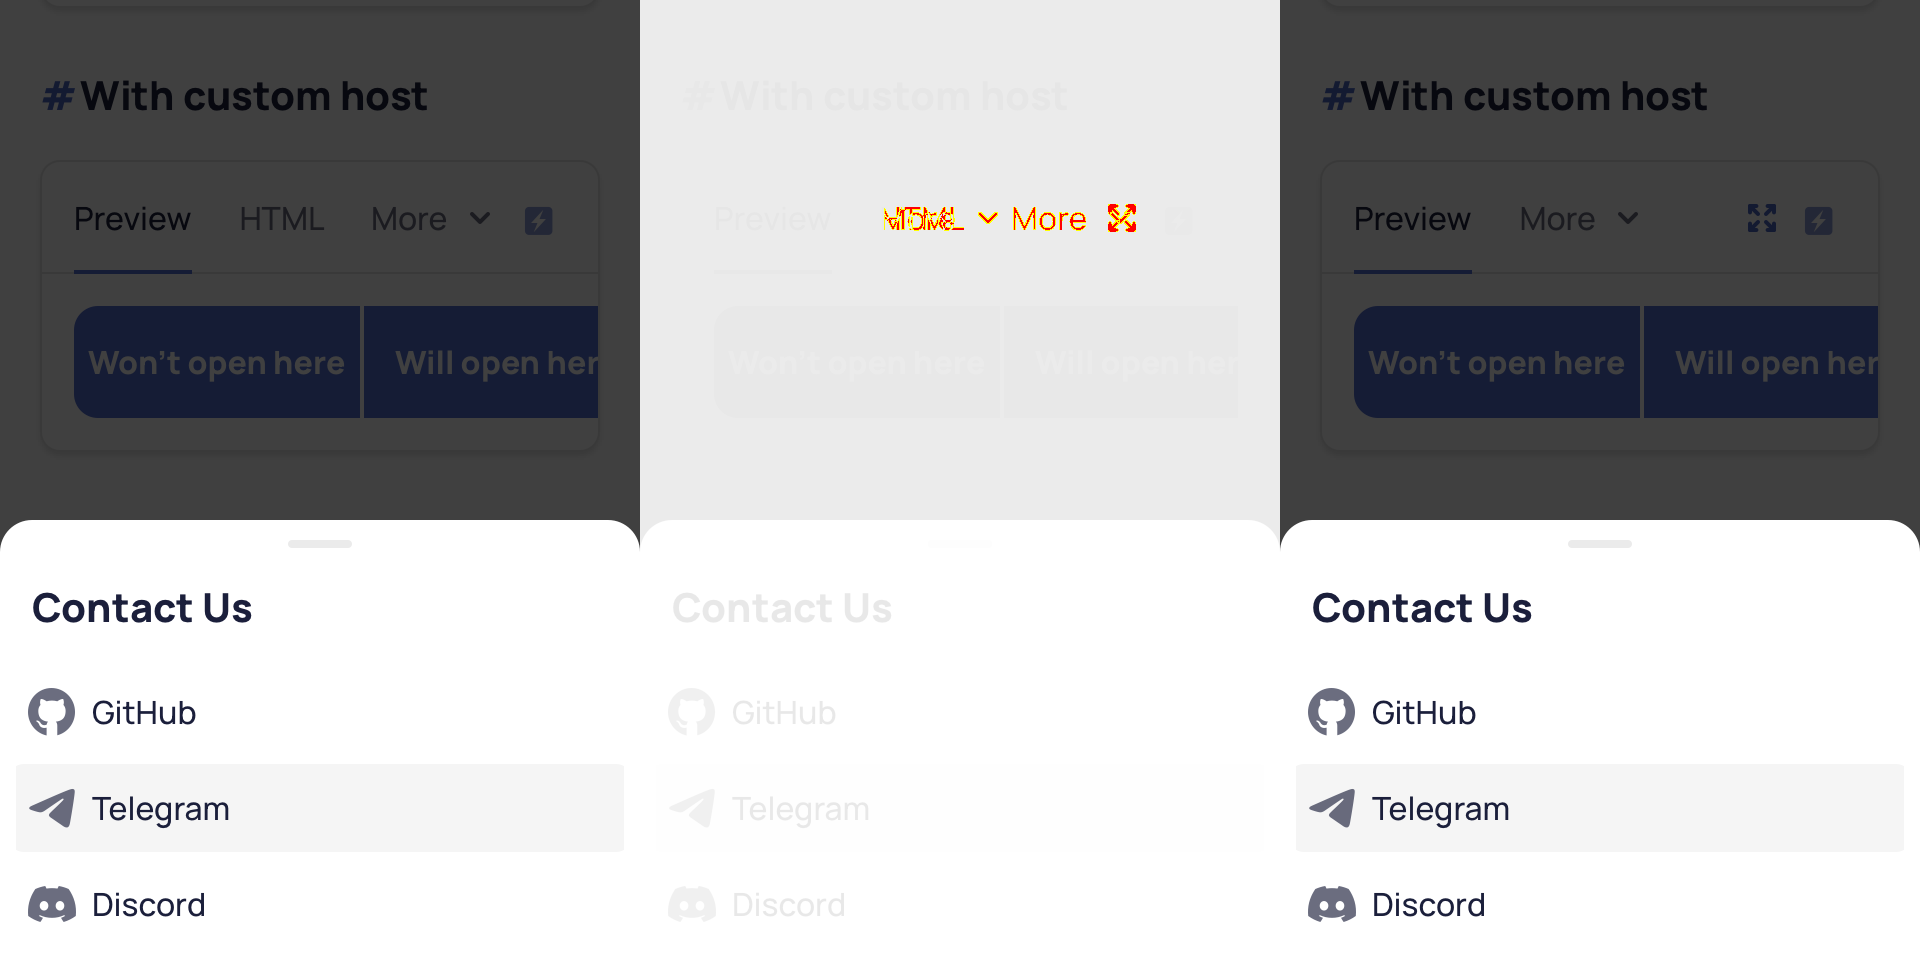 #With custom host
Preview HTML More
Won't open here Will open her
Contact Us
GitHub
Telegram
Discord
#With custom host
Preview More
Won't open here Will open her
Contact Us
GitHub
Telegram
Discord
#With custom host
Preview More
Won't open here Will open her
Contact Us
GitHub
Telegram
Discord